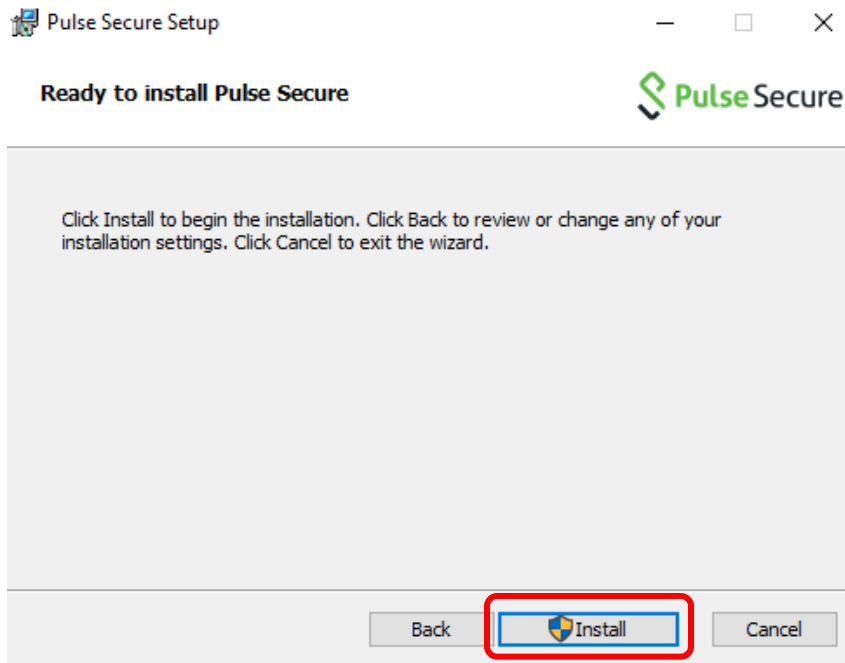 Pulse Secure Setup
Ready to install Pulse Secure
Pulse Secure
Click Install to begin the installation. Click Back to review or change any of your
installation settings. Click Cancel to exit the wizard.
Back Install Cancel